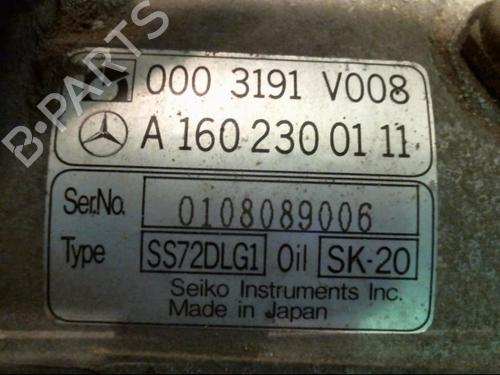 000 3191 V008
A 160 230 01 11
Ser.No. 0108089006
Type SS72DLG1 Oil SK-20
Seiko Instruments Inc.
Made in Japan
B-PARTS